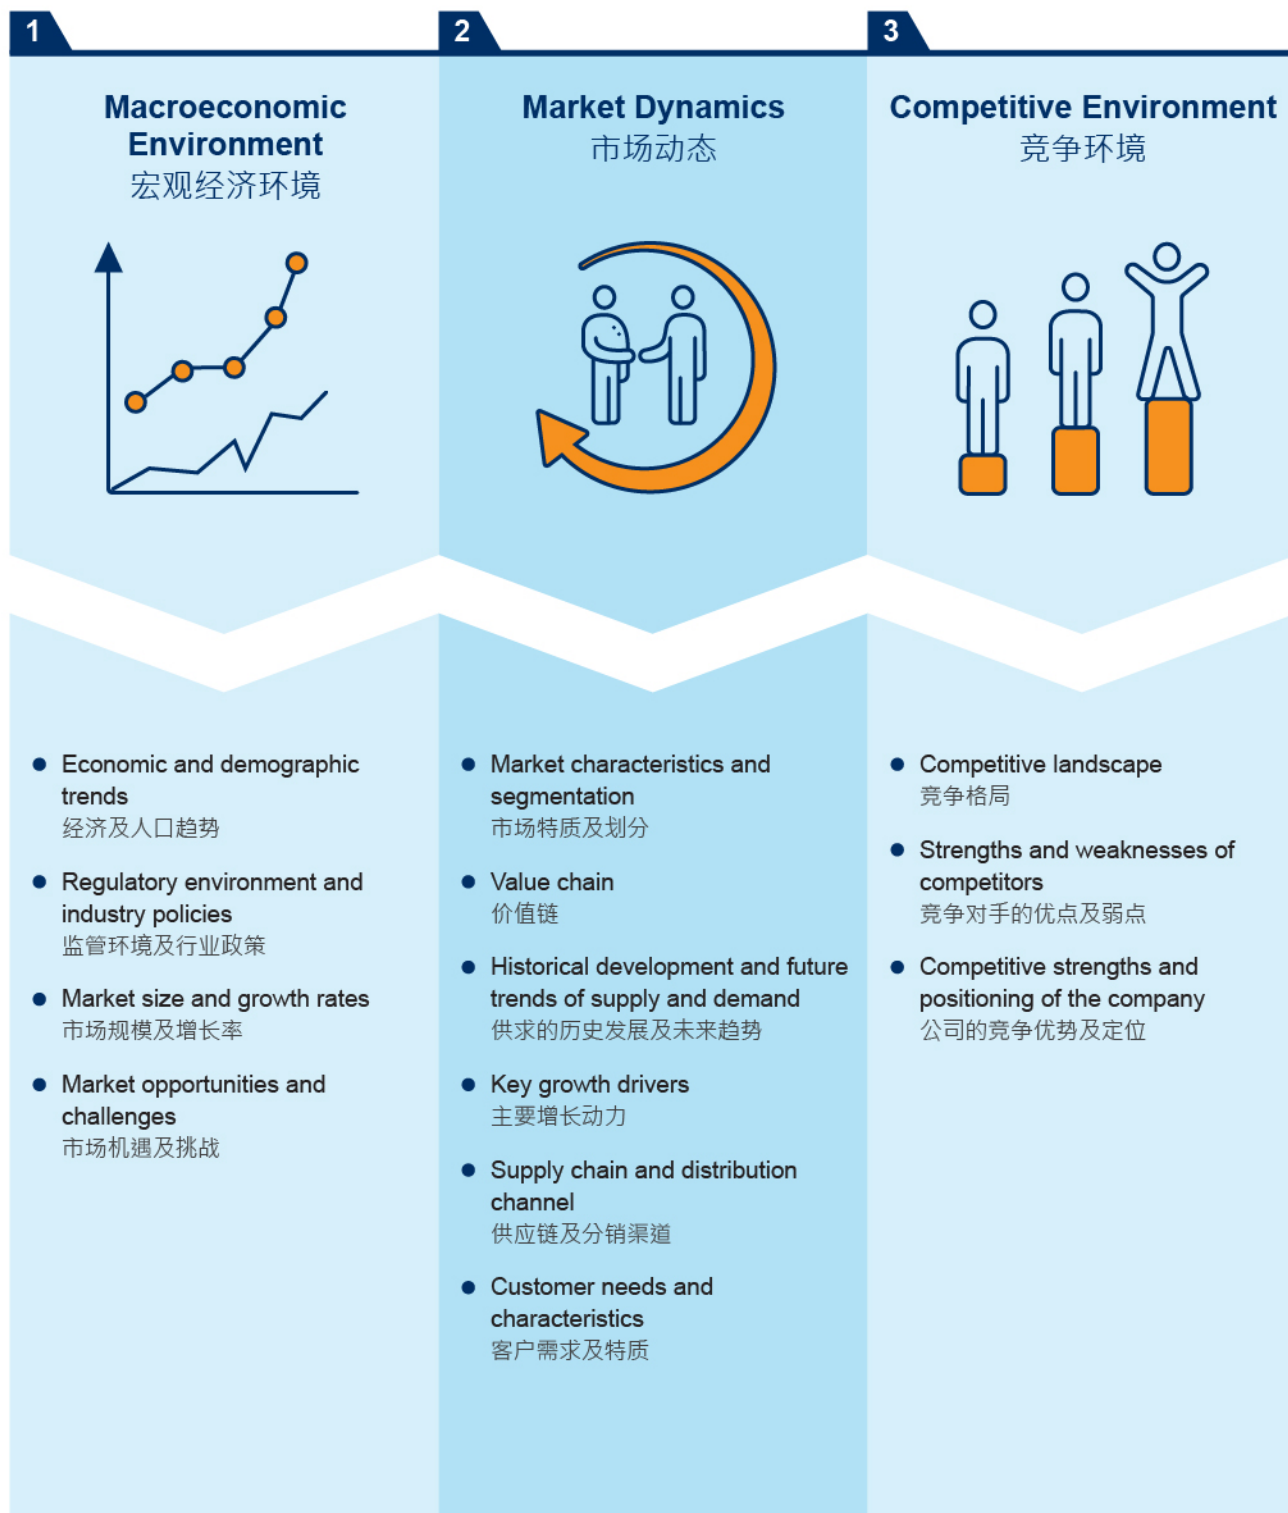 1
Macroeconomic
Environment
宏观经济环境
Economic and demographic
trends
经济及人口趋势
Regulatory environment and
industry policies
监管环境及行业政策
Market size and growth rates
市场规模及增长率
Market opportunities and
challenges
市场机遇及挑战
2
Market Dynamics
市场动态
Market characteristics and
segmentation
市场特质及划分
Value chain
价值链
Historical development and future
trends of supply and demand
供求的历史发展及未来趋势
Key growth drivers
主要增长动力
Supply chain and distribution
channel
供应链及分销渠道
Customer needs and
characteristics
客户需求及特质
3
Competitive Environment
竞争环境
Competitive landscape
竞争格局
Strengths and weaknesses of
competitors
竞争对手的优点及弱点
Competitive strengths and
positioning of the company
公司的竞争优势及定位